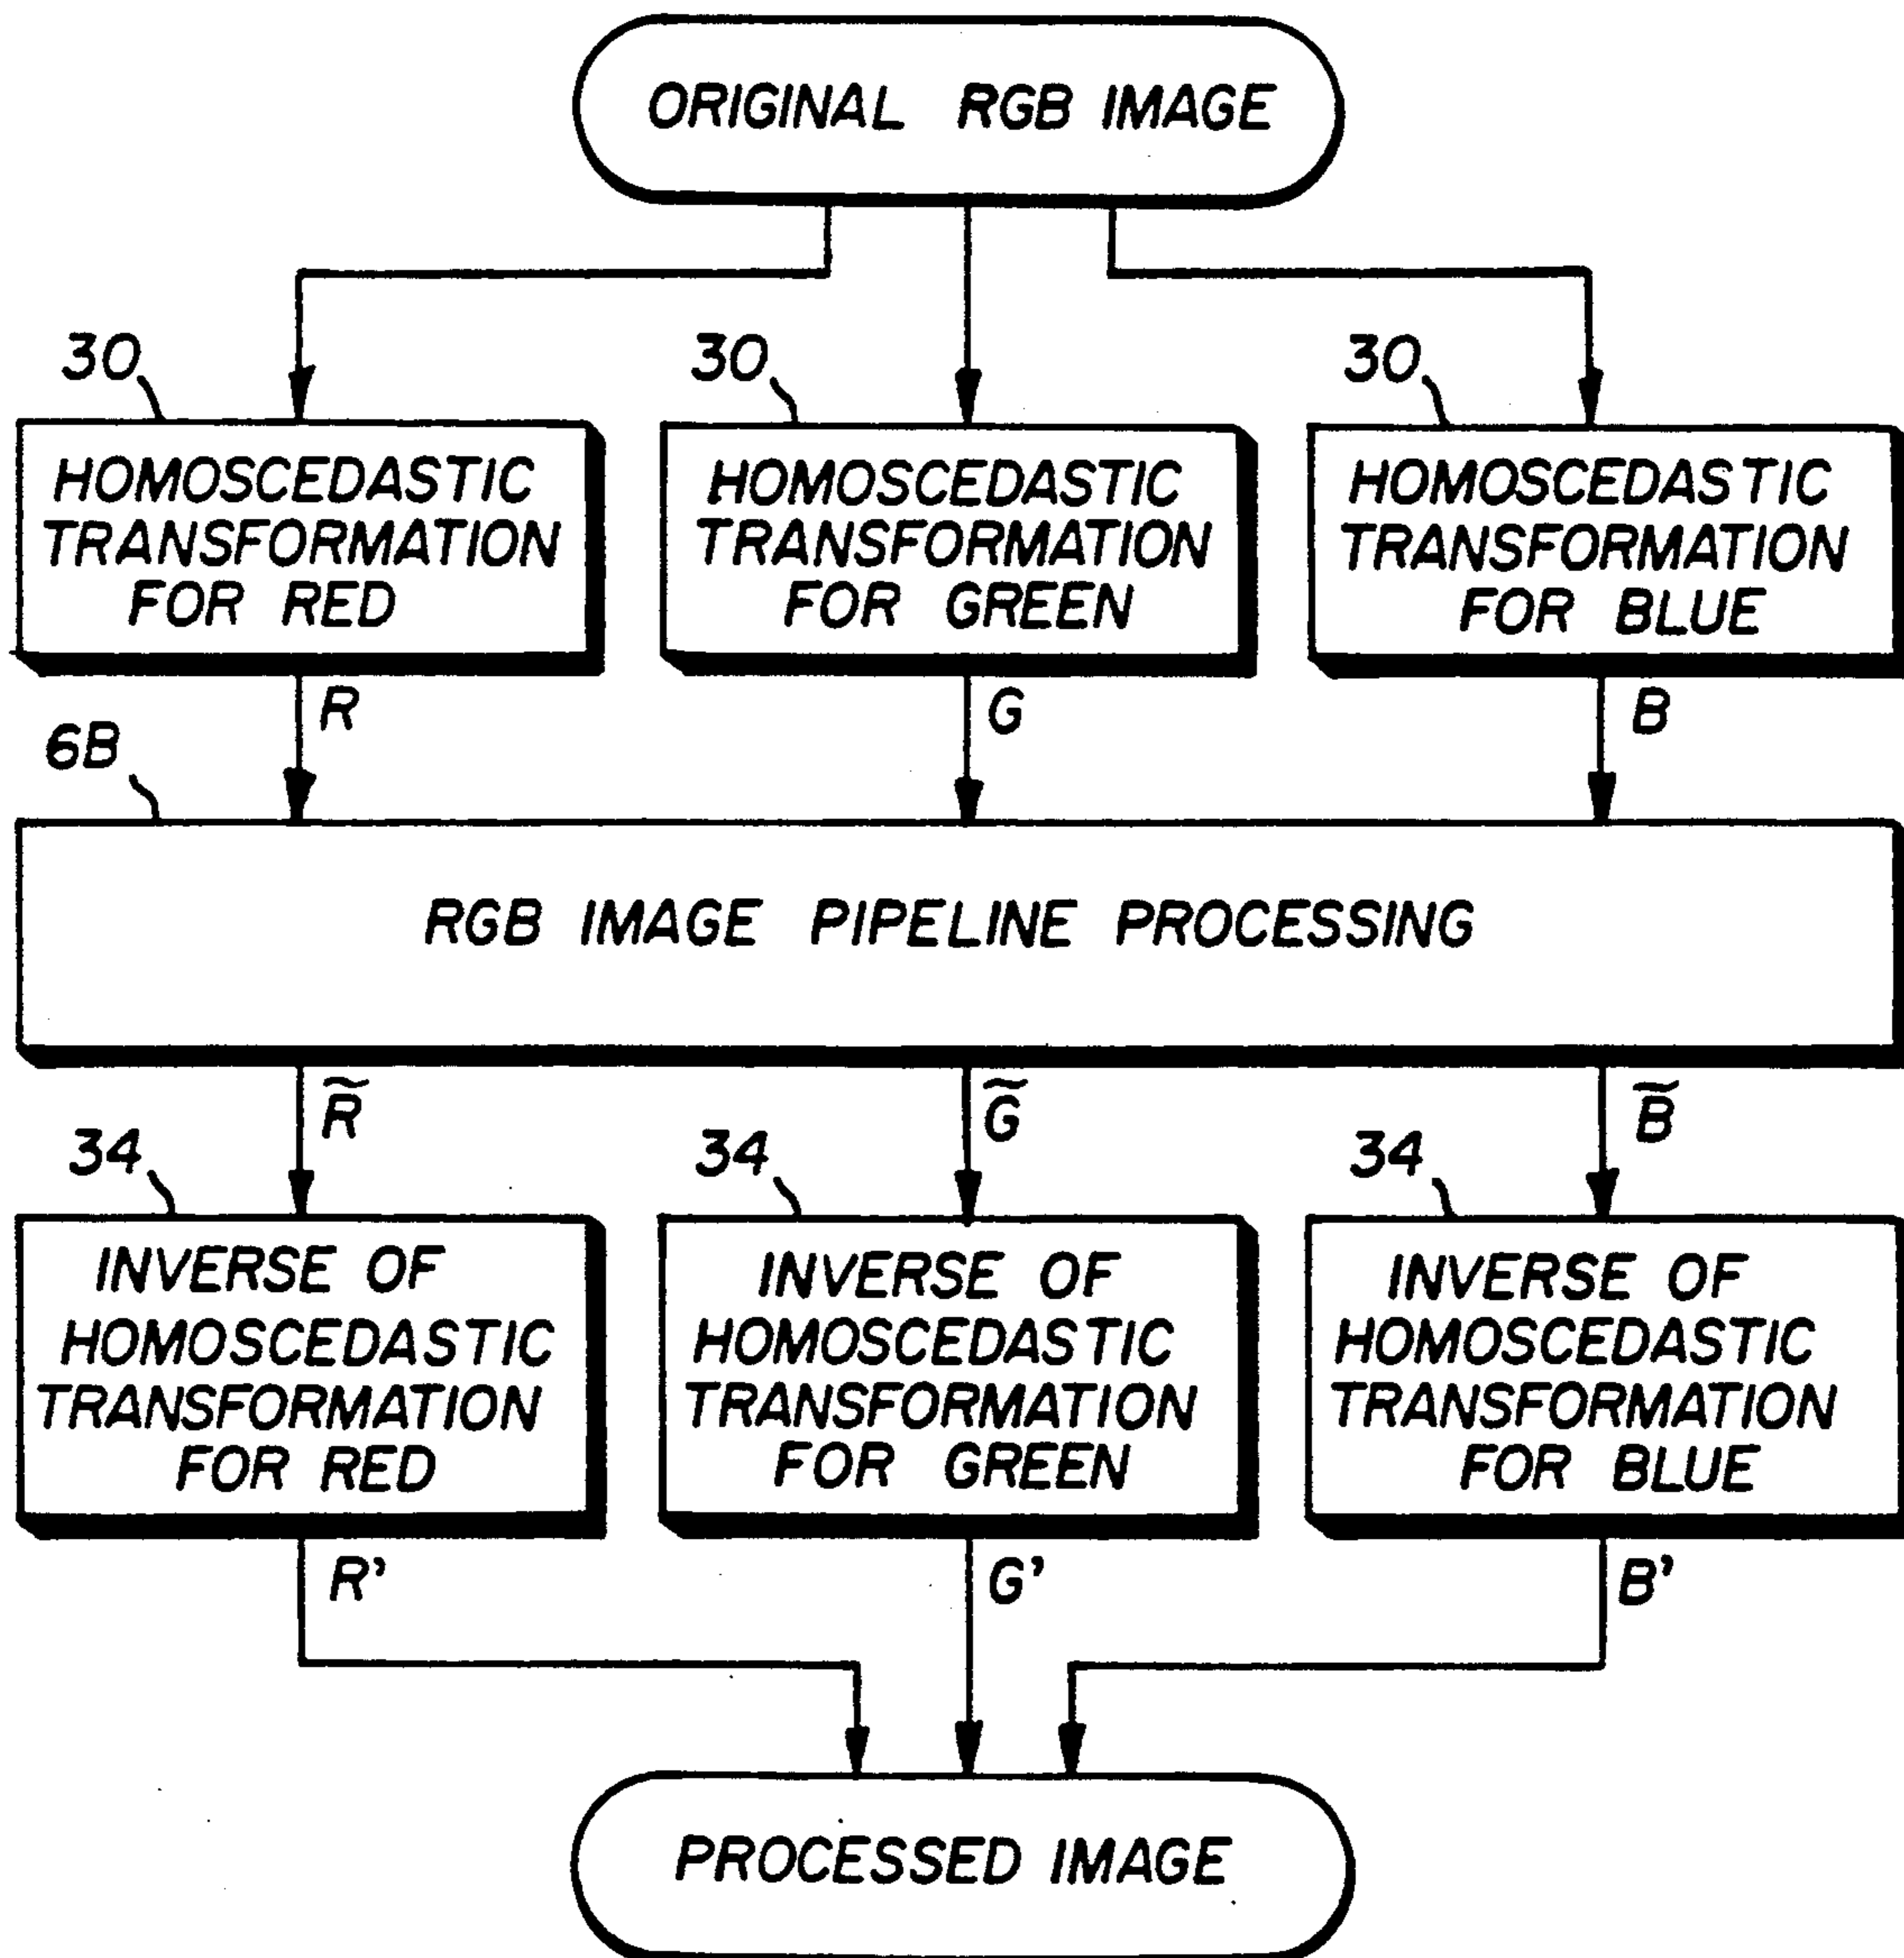 ORIGINAL RGB IMAGE
30
30
30
HOMOSCEDASTIC
TRANSFORMATION
FOR RED
HOMOSCEDASTIC
TRANSFORMATION
FOR GREEN
HOMOSCEDASTIC
TRANSFORMATION
FOR BLUE
R
G
B
6B
RGB IMAGE PIPELINE PROCESSING
R̃
G̃
B̃
34
34
34
INVERSE OF
HOMOSCEDASTIC
TRANSFORMATION
FOR RED
INVERSE OF
HOMOSCEDASTIC
TRANSFORMATION
FOR GREEN
INVERSE OF
HOMOSCEDASTIC
TRANSFORMATION
FOR BLUE
R'
G'
B'
PROCESSED IMAGE